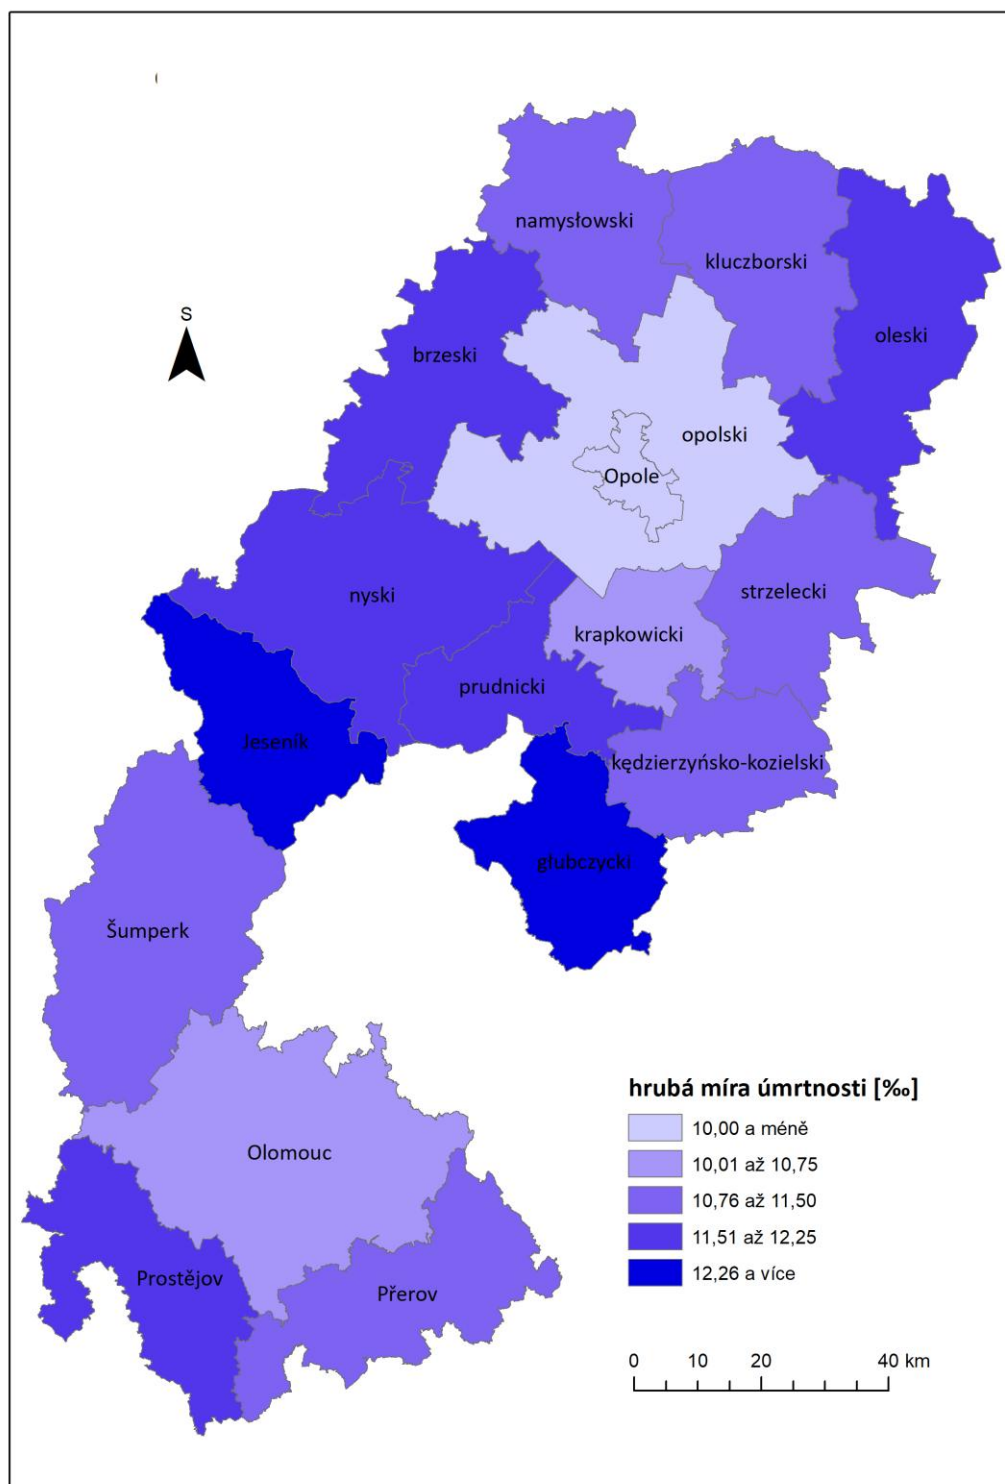 namysłowski
kluczborski
S
oleski
brzeski
opolski
Opole
nyski
strzelecki
krapkowicki
prudnicki
Jeseník
kędzierzyńsko-kozielski
głubczycki
Šumperk
hrubá míra úmrtnosti [‰]
10,00 a méně
Olomouc
10,01 až 10,75
10,76 až 11,50
11,51 až 12,25
12,26 a více
Prostějov
Přerov
0 10 20 40 km